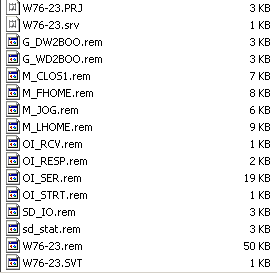 W76-23.PRJ 3 KB
W76-23.srv 1 KB
G_DW2BOO.rem 3 KB
G_WD2BOO.rem 3 KB
M_CLOS1.rem 7 KB
M_FHOME.rem 8 KB
M_JOG.rem 6 KB
M_LHOME.rem 9 KB
OI_RCV.rem 1 KB
OI_RESP.rem 2 KB
OI_SER.rem 19 KB
OI_STRT.rem 1 KB
SD_IO.rem 3 KB
sd_stat.rem 3 KB
W76-23.rem 50 KB
W76-23.SVT 1 KB